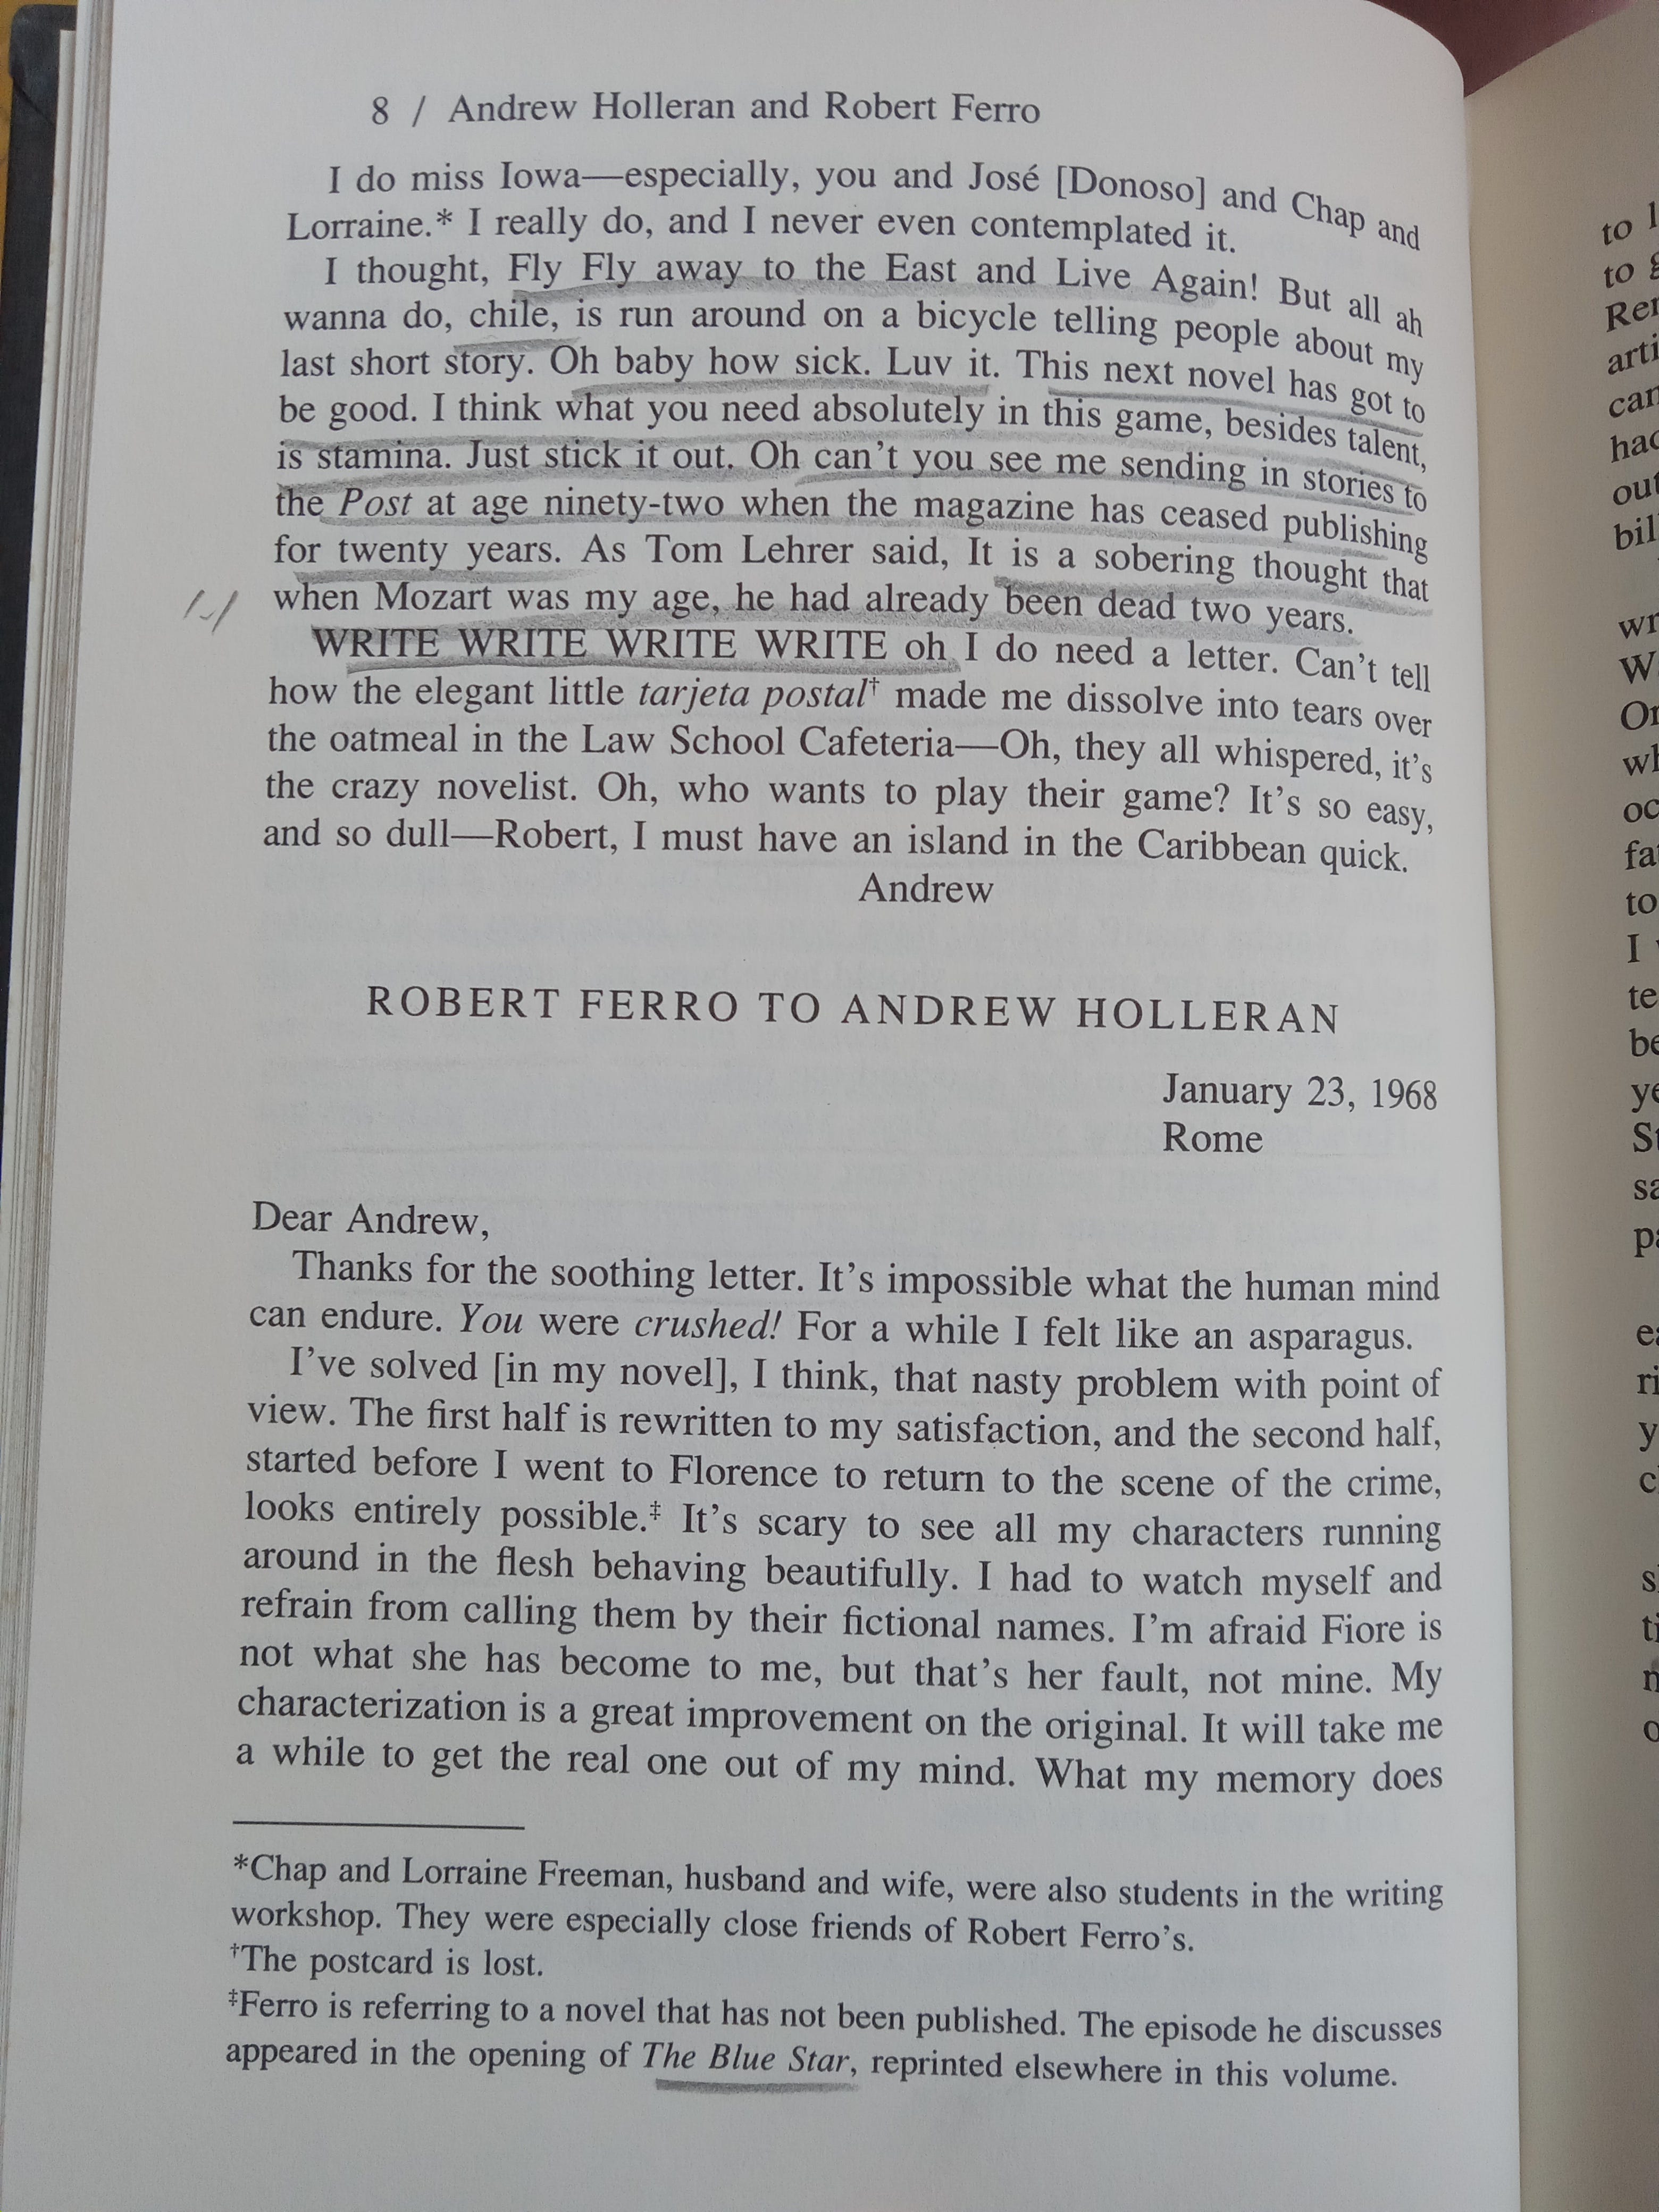 8 / Andrew Holleran and Robert Ferro
I do miss Iowa—especially, you and José [Donoso] and Chap and
Lorraine.* I really do, and I never even contemplated it.
I thought, Fly Fly away to the East and Live Again! But all ah
wanna do, chile, is run around on a bicycle telling people about my
last short story. Oh baby how sick. Luv it. This next novel has got to
be good. I think what you need absolutely in this game, besides talent,
is stamina. Just stick it out. Oh can't you see me sending in stories to
the Post at age ninety-two when the magazine has ceased publishing
for twenty years. As Tom Lehrer said, It is a sobering thought that
when Mozart was my age, he had already been dead two years.
WRITE WRITE WRITE WRITE oh I do need a letter. Can't tell
how the elegant little tarjeta postal† made me dissolve into tears over
the oatmeal in the Law School Cafeteria—Oh, they all whispered, it's
the crazy novelist. Oh, who wants to play their game? It's so easy,
and so dull—Robert, I must have an island in the Caribbean quick.
Andrew
ROBERT FERRO TO ANDREW HOLLERAN
January 23, 1968
Rome
Dear Andrew,
Thanks for the soothing letter. It's impossible what the human mind
can endure. You were crushed! For a while I felt like an asparagus.
I've solved [in my novel], I think, that nasty problem with point of
view. The first half is rewritten to my satisfaction, and the second half,
started before I went to Florence to return to the scene of the crime,
looks entirely possible.‡ It's scary to see all my characters running
around in the flesh behaving beautifully. I had to watch myself and
refrain from calling them by their fictional names. I'm afraid Fiore is
not what she has become to me, but that's her fault, not mine. My
characterization is a great improvement on the original. It will take me
a while to get the real one out of my mind. What my memory does
*Chap and Lorraine Freeman, husband and wife, were also students in the writing
workshop. They were especially close friends of Robert Ferro's.
†The postcard is lost.
‡Ferro is referring to a novel that has not been published. The episode he discusses
appeared in the opening of The Blue Star, reprinted elsewhere in this volume.